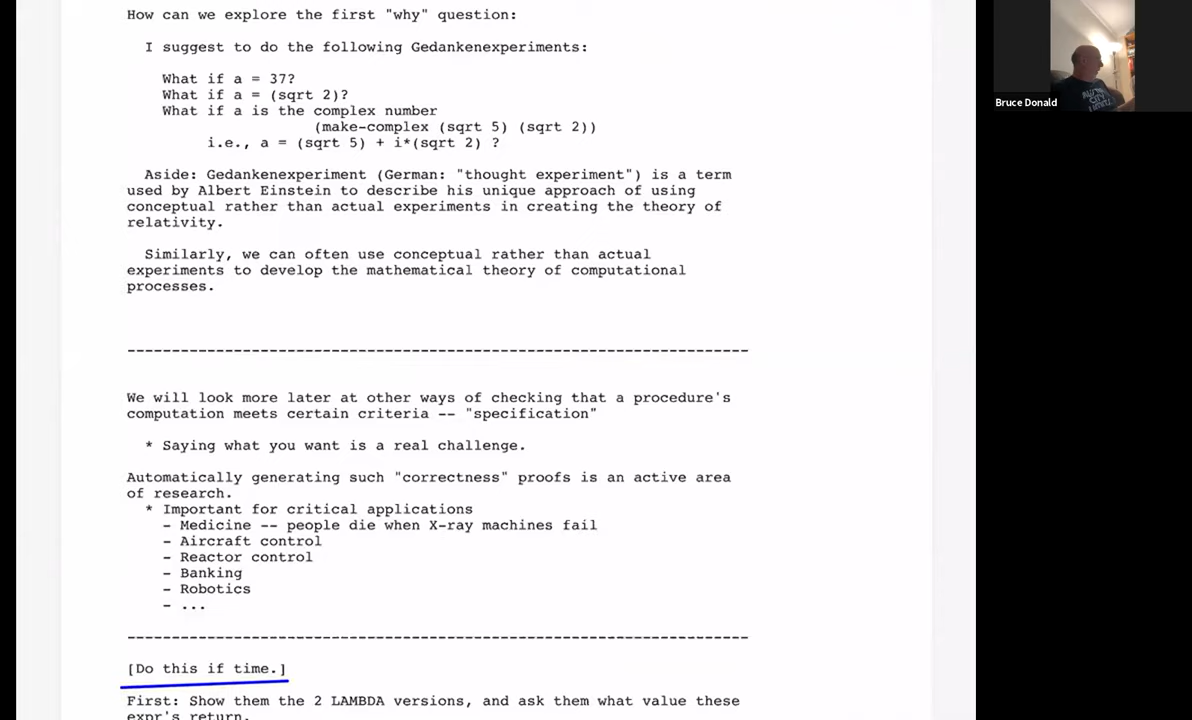 How can we explore the first "why" question:
I suggest to do the following Gedankenexperiments:
What if a = 37?
What if a = (sqrt 2)?
What if a is the complex number
(make-complex (sqrt 5) (sqrt 2))
i.e., a = (sqrt 5) + i*(sqrt 2) ?
Aside: Gedankenexperiment (German: "thought experiment") is a term
used by Albert Einstein to describe his unique approach of using
conceptual rather than actual experiments in creating the theory of
relativity.
Similarly, we can often use conceptual rather than actual
experiments to develop the mathematical theory of computational
processes.
----------------------------------------------------------------------
We will look more later at other ways of checking that a procedure's
computation meets certain criteria -- "specification"
* Saying what you want is a real challenge.
Automatically generating such "correctness" proofs is an active area
of research.
* Important for critical applications
- Medicine -- people die when X-ray machines fail
- Aircraft control
- Reactor control
- Banking
- Robotics
- ...
----------------------------------------------------------------------
[Do this if time.]
First: Show them the 2 LAMBDA versions, and ask them what value these
expr's return.
Bruce Donald